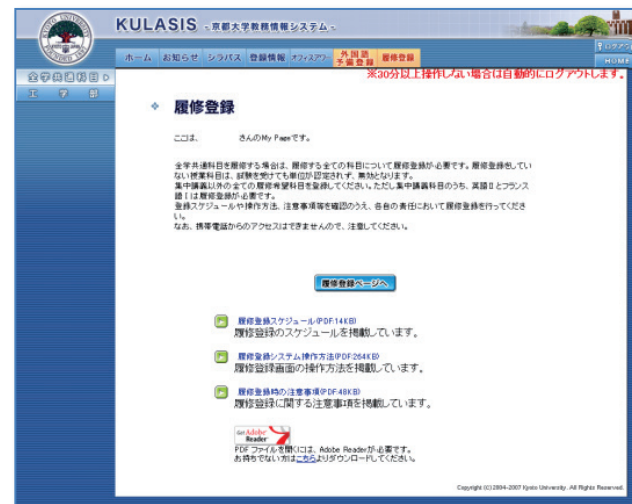 KULASIS -京都大学教務情報システム-
ログアウト
HOME
ホーム お知らせ シラバス 登録情報 オフィスアワー 外国語予備登録 履修登録
※30分以上操作しない場合は自動的にログアウトします。
全学共通科目
工 学 部
履修登録
ここは、 さんのMy Pageです。
全学共通科目を履修する場合は、履修する全ての科目について履修登録が必要です。履修登録をしてい
ない授業科目は、試験を受けても単位が認定されず、無効となります。
集中講義以外の全ての履修希望科目を登録してください。ただし集中講義科目のうち、英語Ⅱとフランス
語Ⅰは履修登録が必要です。
登録スケジュールや操作方法、注意事項等を確認のうえ、各自の責任において履修登録を行ってくださ
い。
なお、携帯電話からのアクセスはできませんので、注意してください。
履修登録ページへ
履修登録スケジュール(PDF:14KB)
履修登録のスケジュールを掲載しています。
履修登録システム操作方法(PDF:264KB)
履修登録画面の操作方法を掲載しています。
履修登録時の注意事項(PDF:48KB)
履修登録に関する注意事項を掲載しています。
Get Adobe Reader
PDF ファイルを開くには、Adobe Readerが必要です。
お持ちでない方はこちらよりダウンロードしてください。
Copyright (C)2004-2007 Kyoto University. All Rights Reserved.